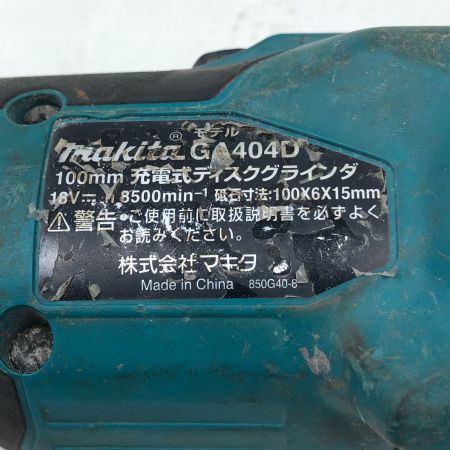 モデル
makita® GA404D
100mm 充電式ディスクグラインダ
18V⎓ n 8500min⁻¹ 砥石寸法:100X6X15mm
⚠警告・ご使用前に取扱説明書を必ずよく
お読みください。
株式会社マキタ
Made in China 850G40-8